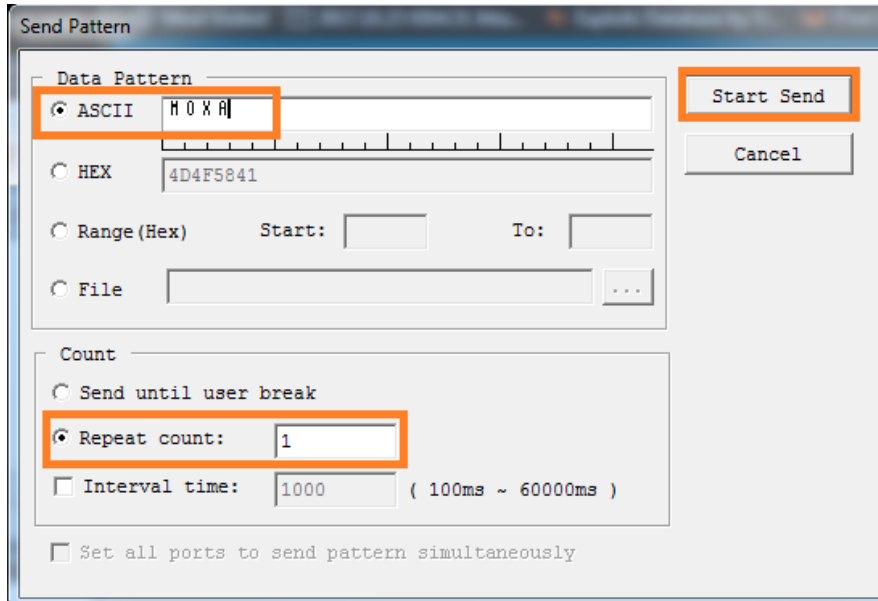 Send Pattern
Data Pattern
ASCII M O X A
Start Send
HEX 4D4F5841
Cancel
Range(Hex) Start: To:
File ...
Count
Send until user break
Repeat count: 1
Interval time: 1000 ( 100ms ~ 60000ms )
Set all ports to send pattern simultaneously